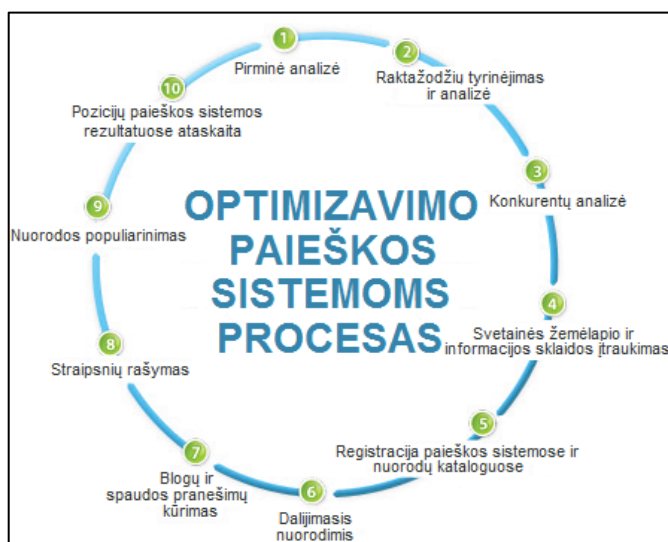 1
Pirminė analizė
2
Raktažodžių tyrinėjimas
ir analizė
3
Konkurentų analizė
4
Svetainės žemėlapio ir
informacijos sklaidos įtraukimas
5
Registracija paieškos sistemose ir
nuorodų kataloguose
6
Dalijimasis
nuorodimis
7
Blogų ir
spaudos pranešimų
kūrimas
8
Straipsnių rašymas
9
Nuorodos populiarinimas
10
Pozicijų paieškos sistemos
rezultatuose ataskaita
OPTIMIZAVIMO
PAIEŠKOS
SISTEMOMS
PROCESAS